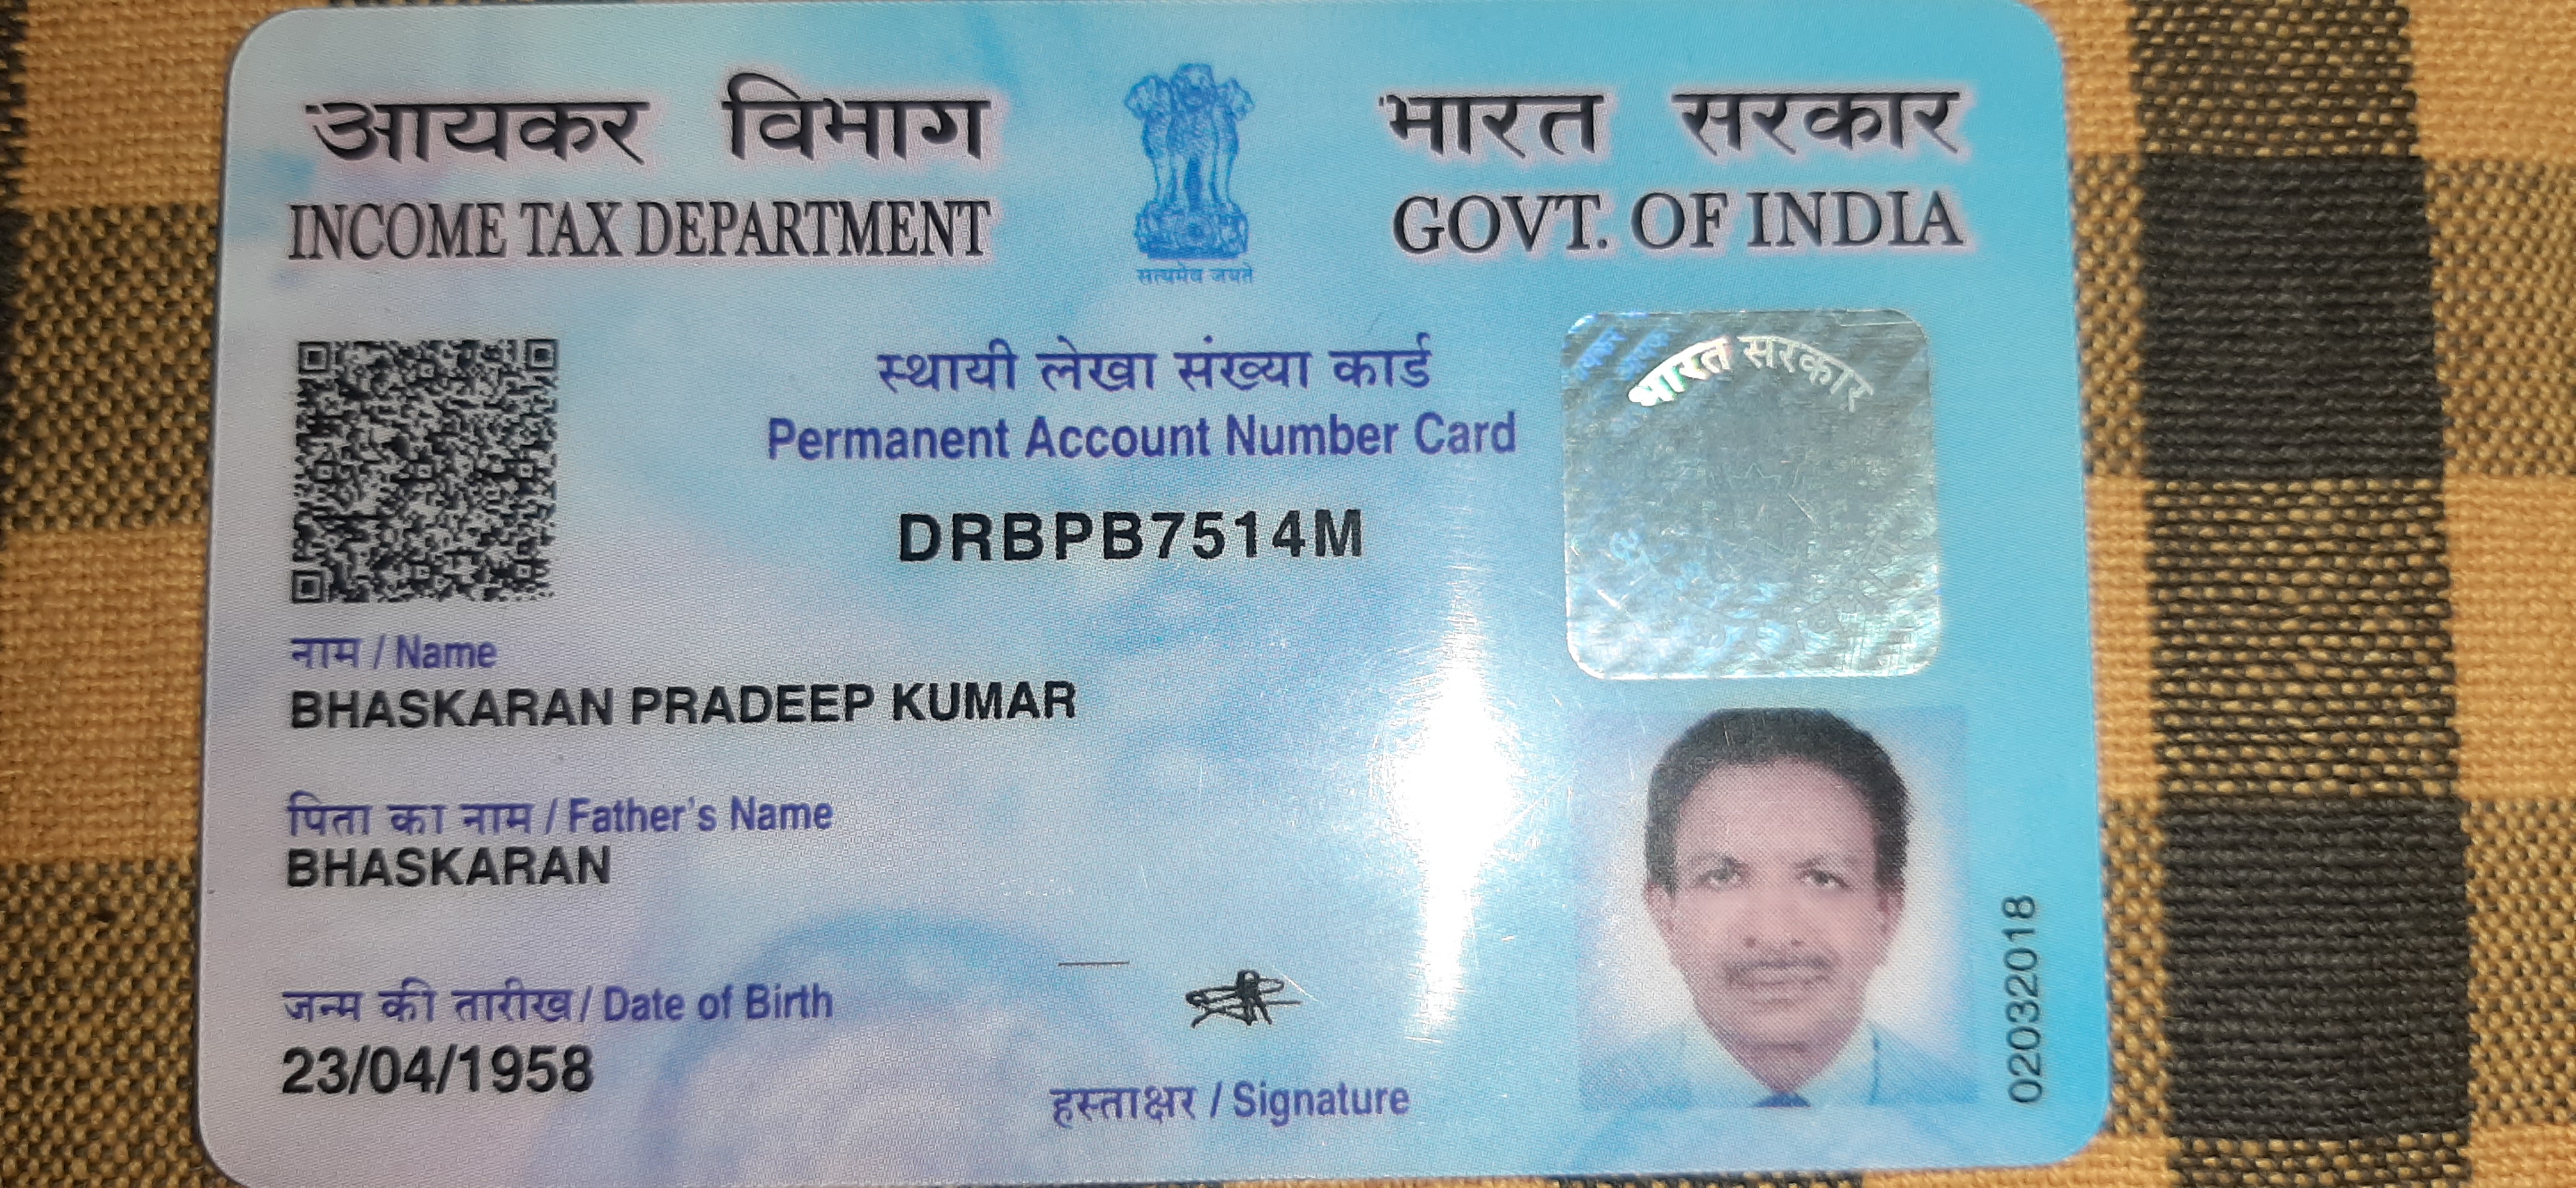 आयकर विभाग
INCOME TAX DEPARTMENT
सत्यमेव जयते
भारत सरकार
GOVT. OF INDIA
स्थायी लेखा संख्या कार्ड
Permanent Account Number Card
DRBPB7514M
भारत सरकार
नाम / Name
BHASKARAN PRADEEP KUMAR
पिता का नाम / Father's Name
BHASKARAN
जन्म की तारीख / Date of Birth
23/04/1958
हस्ताक्षर / Signature
02032018